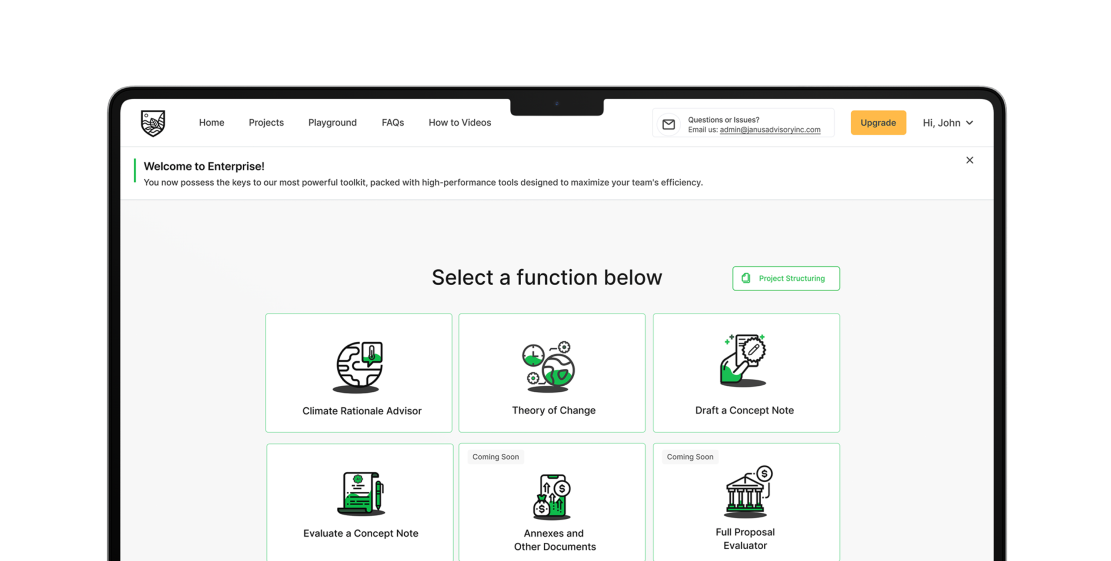 Home Projects Playground FAQs How to Videos
Questions or Issues?
Email us: admin@janusadvisoryinc.com
Upgrade
Hi, John
Welcome to Enterprise!
You now possess the keys to our most powerful toolkit, packed with high-performance tools designed to maximize your team's efficiency.
Select a function below
Project Structuring
Climate Rationale Advisor
Theory of Change
Draft a Concept Note
Evaluate a Concept Note
Coming Soon
Annexes and
Other Documents
Coming Soon
Full Proposal
Evaluator